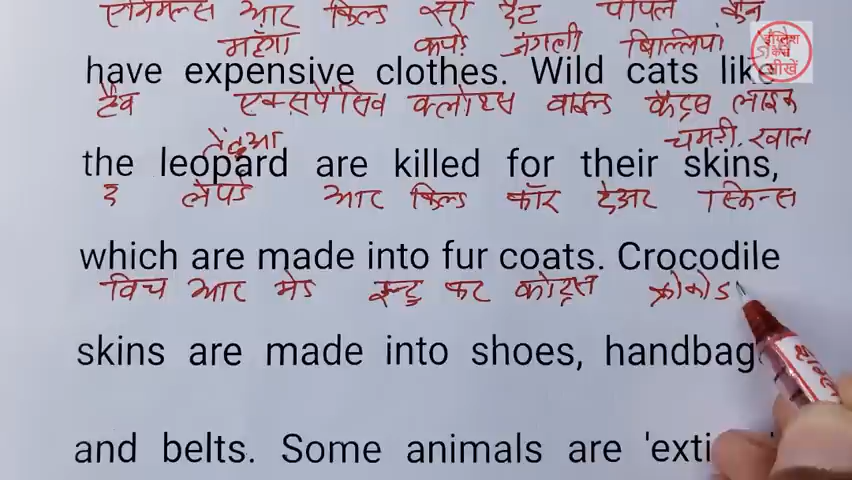 एनिमल्स आर किल्ड सो दैट पीपल कैन
महँगा कपड़े जंगली बिल्लियां
इंग्लिश कैसे सीखें
have expensive clothes. Wild cats like
हैव एक्सपेंसिव क्लोथ्स वाइल्ड कैट्स लाइक
तेंदुआ चमड़ी, खाल
the leopard are killed for their skins,
द लेपर्ड आर किल्ड फॉर देअर स्किन्स
which are made into fur coats. Crocodile
विच आर मेड इन्टु फर कोट्स क्रोकोड
skins are made into shoes, handbag
and belts. Some animals are 'exti